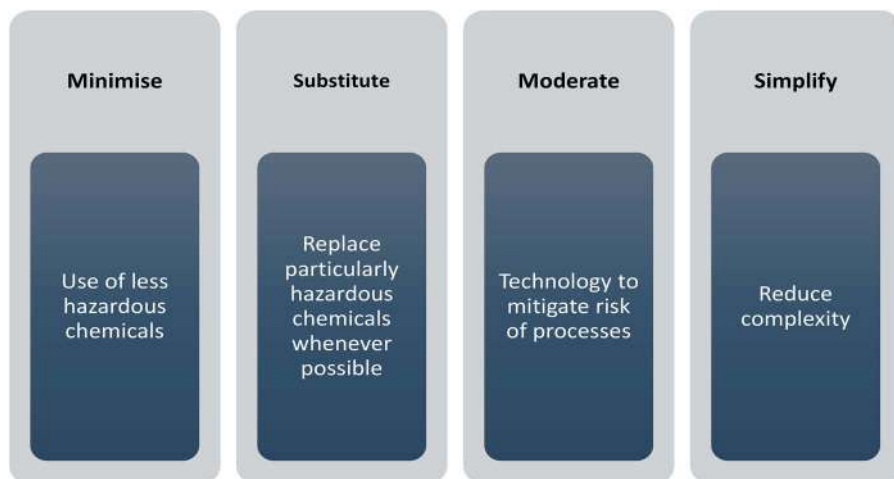 Minimise
Use of less
hazardous
chemicals
Substitute
Replace
particularly
hazardous
chemicals
whenever
possible
Moderate
Technology to
mitigate risk
of processes
Simplify
Reduce
complexity